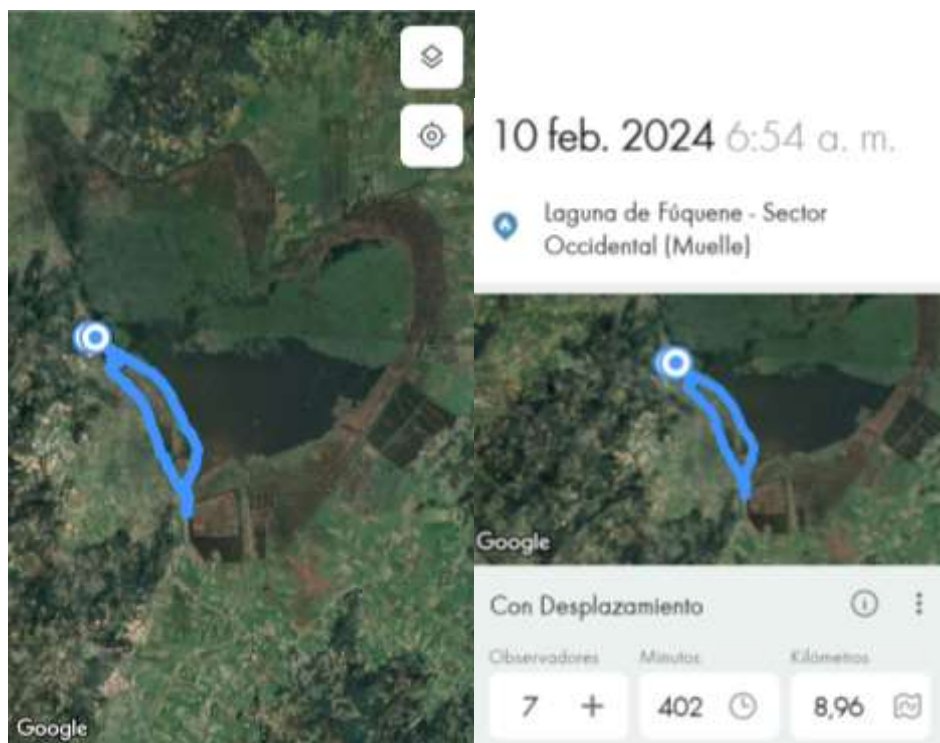 Google
10 feb. 2024 6:54 a. m.
Laguna de Fúquene - Sector
Occidental (Muelle)
Google
Con Desplazamiento
Observadores Minutos Kilómetros
7 + 402 8,96